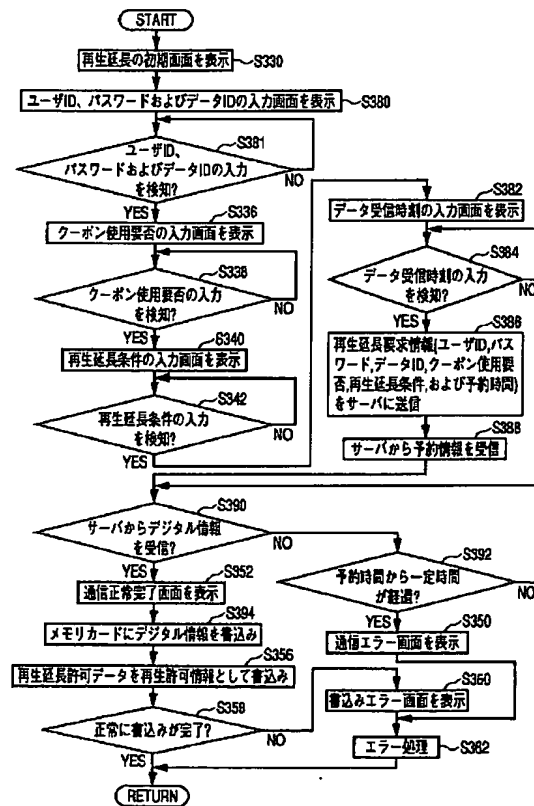 START
再生延長の初期画面を表示
S330
ユーザID、パスワードおよびデータIDの入力画面を表示
S380
S381
ユーザID、
パスワードおよびデータIDの入力
を検知?
NO
YES
S336
クーポン使用要否の入力画面を表示
S338
クーポン使用要否の入力
を検知?
NO
YES
S340
再生延長条件の入力画面を表示
S342
再生延長条件の入力
を検知?
NO
YES
S382
データ受信時刻の入力画面を表示
S384
データ受信時刻の入力
を検知?
NO
YES
S386
再生延長要求情報(ユーザID,パス
ワード,データID,クーポン使用要
否,再生延長条件,および予約時間)
をサーバに送信
S388
サーバから予約情報を受信
S390
サーバからデジタル情報
を受信?
NO
YES
S352
通信正常完了画面を表示
S394
メモリカードにデジタル情報を書込み
S356
再生延長許可データを再生許可情報として書込み
S358
正常に書込みが完了?
NO
YES
S392
予約時間から一定時間
が経過?
NO
YES
S350
通信エラー画面を表示
S360
書込みエラー画面を表示
エラー処理
S362
RETURN